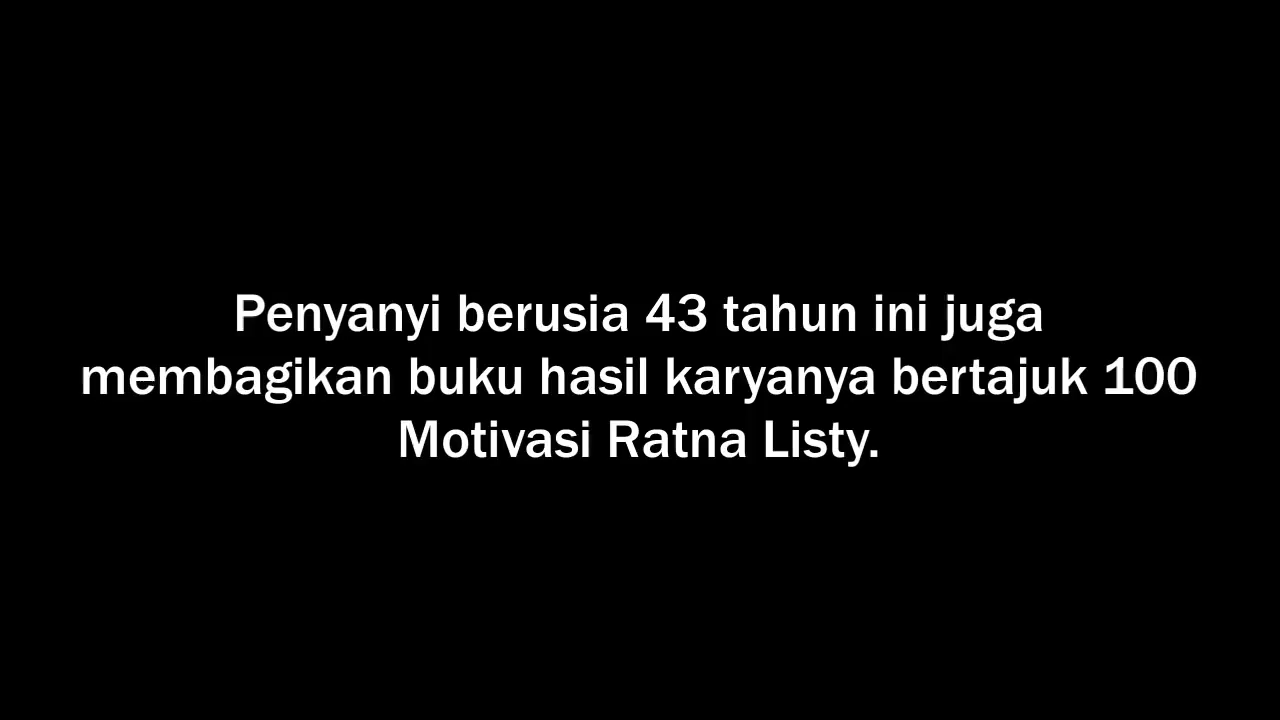 Penyanyi berusia 43 tahun ini juga
membagikan buku hasil karyanya bertajuk 100
Motivasi Ratna Listy.